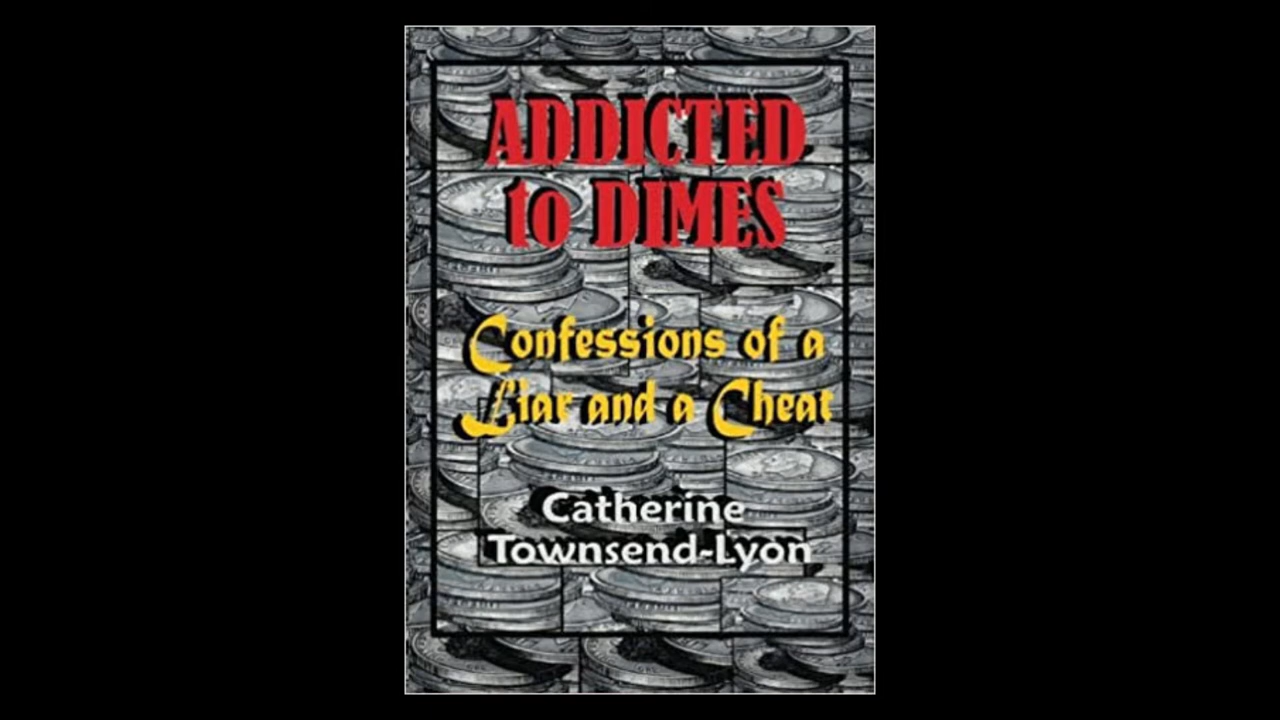 ADDICTED
to DIMES
Confessions of a
Liar and a Cheat
Catherine
Townsend-Lyon